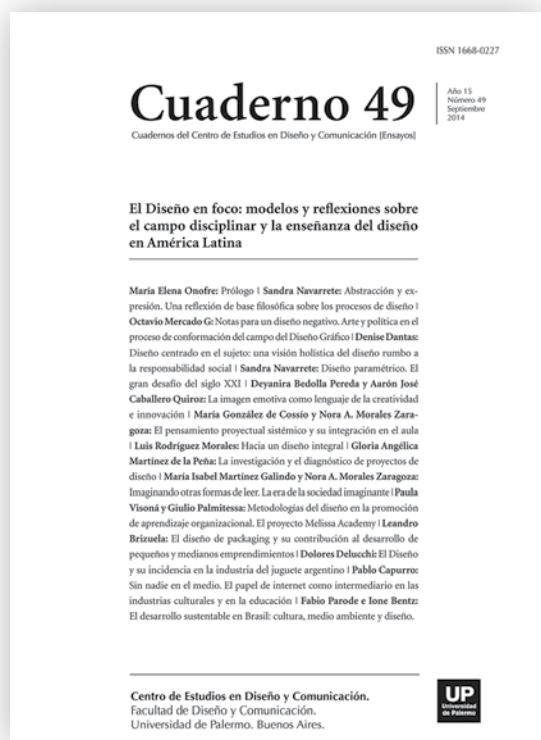 ISSN 1668-0227
Cuaderno 49
Año 15
Número 49
Septiembre
2014
Cuadernos del Centro de Estudios en Diseño y Comunicación [Ensayos]
El Diseño en foco: modelos y reflexiones sobre
el campo disciplinar y la enseñanza del diseño
en América Latina
María Elena Onofre: Prólogo | Sandra Navarrete: Abstracción y ex-
presión. Una reflexión de base filosófica sobre los procesos de diseño |
Octavio Mercado G: Notas para un diseño negativo. Arte y política en el
proceso de conformación del campo del Diseño Gráfico | Denise Dantas:
Diseño centrado en el sujeto: una visión holística del diseño rumbo a
la responsabilidad social | Sandra Navarrete: Diseño paramétrico. El
gran desafío del siglo XXI | Deyanira Bedolla Pereda y Aarón José
Caballero Quiroz: La imagen emotiva como lenguaje de la creatividad
e innovación | María González de Cossío y Nora A. Morales Zara-
goza: El pensamiento proyectual sistémico y su integración en el aula
| Luis Rodríguez Morales: Hacia un diseño integral | Gloria Angélica
Martínez de la Peña: La investigación y el diagnóstico de proyectos de
diseño | María Isabel Martínez Galindo y Nora A. Morales Zaragoza:
Imaginando otras formas de leer. La era de la sociedad imaginante | Paula
Visoná y Giulio Palmitessa: Metodologías del diseño en la promoción
de aprendizaje organizacional. El proyecto Melissa Academy | Leandro
Brizuela: El diseño de packaging y su contribución al desarrollo de
pequeños y medianos emprendimientos | Dolores Delucchi: El Diseño
y su incidencia en la industria del juguete argentino | Pablo Capurro:
Sin nadie en el medio. El papel de internet como intermediario en las
industrias culturales y en la educación | Fabio Parode e Ione Bentz:
El desarrollo sustentable en Brasil: cultura, medio ambiente y diseño.
Centro de Estudios en Diseño y Comunicación.
Facultad de Diseño y Comunicación.
Universidad de Palermo. Buenos Aires.
UP
Universidad
de Palermo